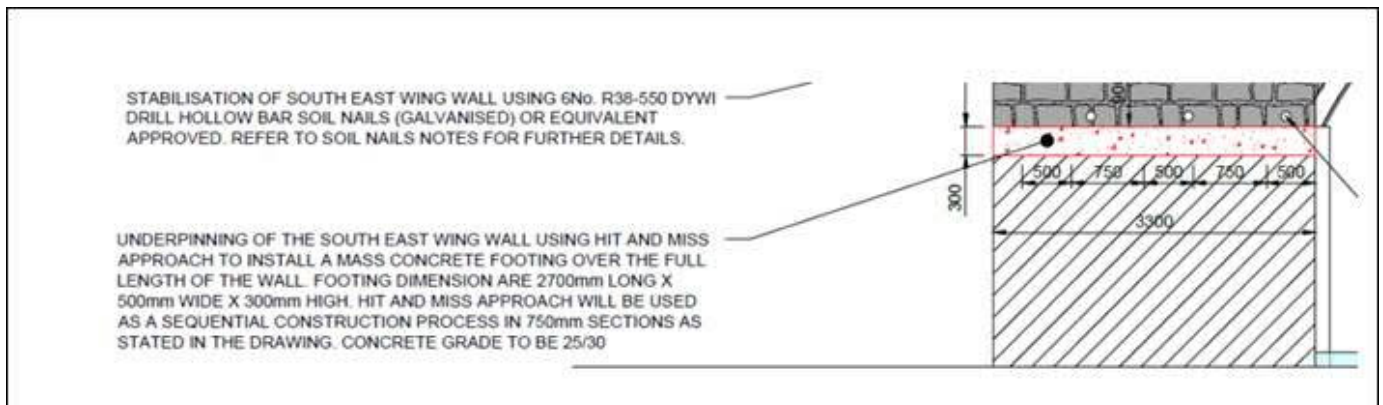 STABILISATION OF SOUTH EAST WING WALL USING 6No. R38-550 DYWI
DRILL HOLLOW BAR SOIL NAILS (GALVANISED) OR EQUIVALENT
APPROVED. REFER TO SOIL NAILS NOTES FOR FURTHER DETAILS.
UNDERPINNING OF THE SOUTH EAST WING WALL USING HIT AND MISS
APPROACH TO INSTALL A MASS CONCRETE FOOTING OVER THE FULL
LENGTH OF THE WALL. FOOTING DIMENSION ARE 2700mm LONG X
500mm WIDE X 300mm HIGH. HIT AND MISS APPROACH WILL BE USED
AS A SEQUENTIAL CONSTRUCTION PROCESS IN 750mm SECTIONS AS
STATED IN THE DRAWING. CONCRETE GRADE TO BE 25/30
500 750 500 750 500
300
3300